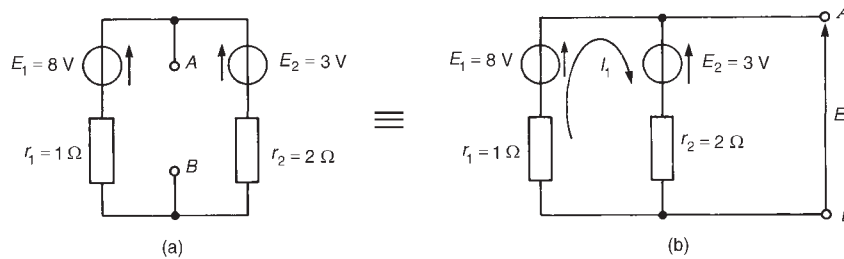 E₁ = 8 V
A
E₂ = 3 V
r₁ = 1 Ω
B
r₂ = 2 Ω
(a)
≡
A
E₁ = 8 V
I₁
E₂ = 3 V
E
r₁ = 1 Ω
r₂ = 2 Ω
(b)